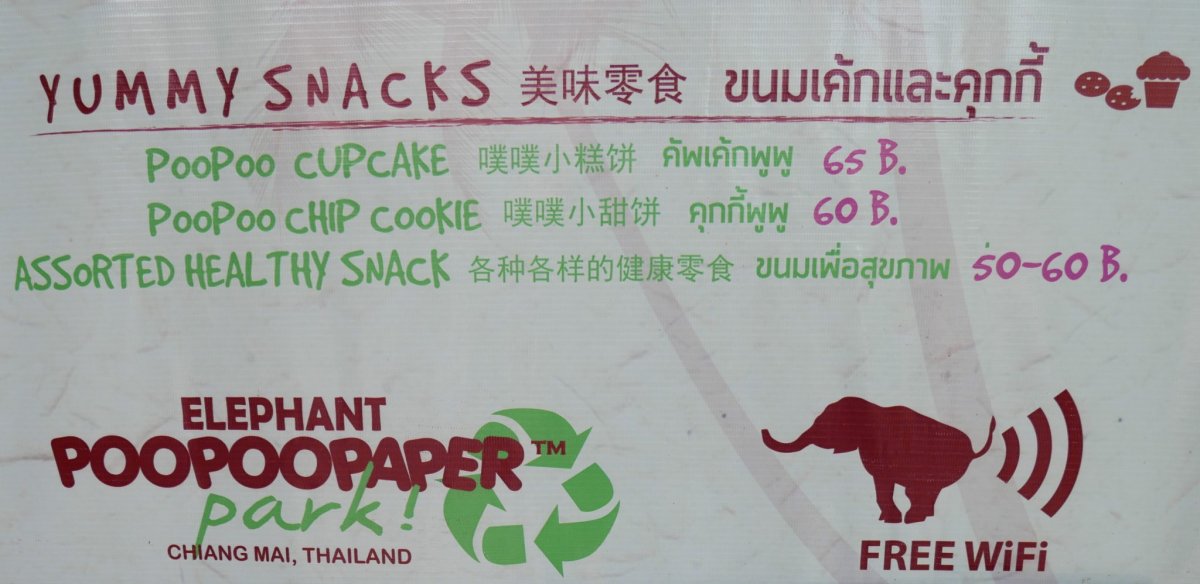 YUMMY SNACKS 美味零食 ขนมเค้กและคุกกี้
PooPoo CUPCAKE 噗噗小糕饼 คัพเค้กพูพู 65 B.
PooPoo CHIP COOKIE 噗噗小甜饼 คุกกี้พูพู 60 B.
ASSORTED HEALTHY SNACK 各种各样的健康零食 ขนมเพื่อสุขภาพ 50-60 B.
ELEPHANT
POOPOOPAPER™
park!
CHIANG MAI, THAILAND
FREE WiFi